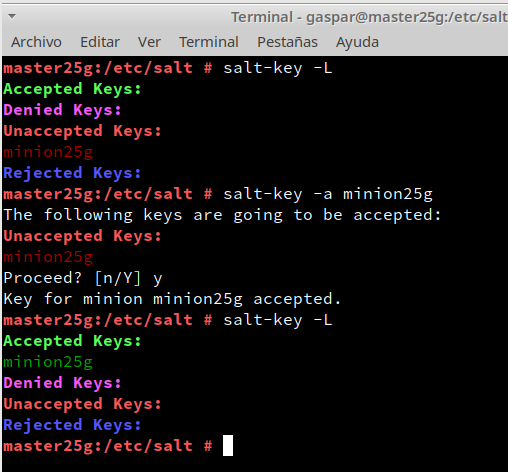 Terminal - gaspar@master25g:/etc/salt
Archivo Editar Ver Terminal Pestañas Ayuda
master25g:/etc/salt # salt-key -L
Accepted Keys:
Denied Keys:
Unaccepted Keys:
minion25g
Rejected Keys:
master25g:/etc/salt # salt-key -a minion25g
The following keys are going to be accepted:
Unaccepted Keys:
minion25g
Proceed? [n/Y] y
Key for minion minion25g accepted.
master25g:/etc/salt # salt-key -L
Accepted Keys:
minion25g
Denied Keys:
Unaccepted Keys:
Rejected Keys:
master25g:/etc/salt #